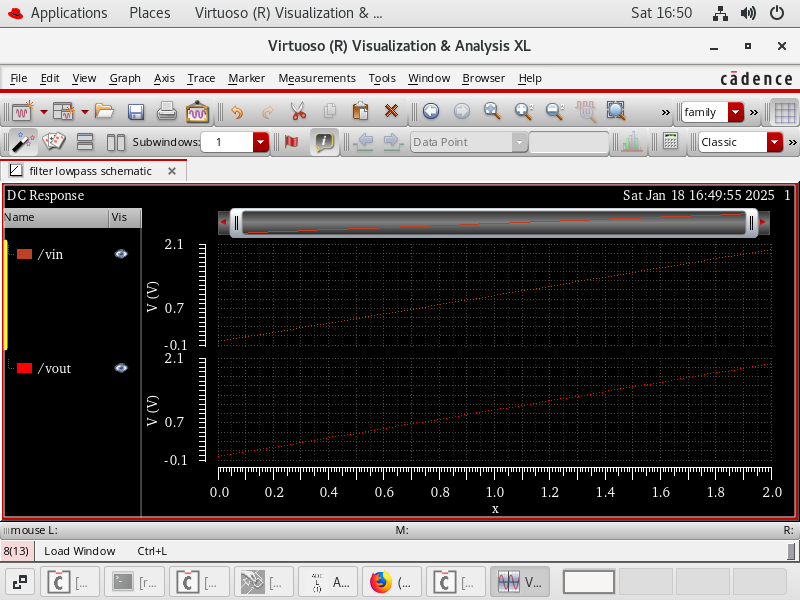 Applications Places Virtuoso (R) Visualization & ... Sat 16:50
Virtuoso (R) Visualization & Analysis XL
File Edit View Graph Axis Trace Marker Measurements Tools Window Browser Help cādence
» family »
Subwindows: 1 Data Point Classic »
filter lowpass schematic
DC Response Sat Jan 18 16:49:55 2025 1
Name Vis
/vin
2.1
V (V) 0.7
-0.1
/vout
2.1
V (V) 0.7
-0.1
0.0 0.2 0.4 0.6 0.8 1.0 1.2 1.4 1.6 1.8 2.0
x
mouse L: M: R:
8(13) Load Window Ctrl+L
[... [r... [... [... A... (... [... V...